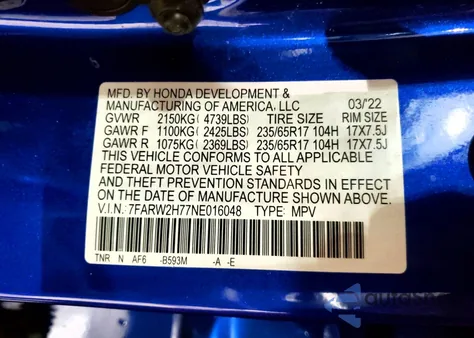 MFD. BY HONDA DEVELOPMENT &
MANUFACTURING OF AMERICA, LLC 03/'22
GVWR 2150KG( 4739LBS) TIRE SIZE RIM SIZE
GAWR F 1100KG( 2425LBS) 235/65R17 104H 17X7.5J
GAWR R 1075KG( 2369LBS) 235/65R17 104H 17X7.5J
THIS VEHICLE CONFORMS TO ALL APPLICABLE
FEDERAL MOTOR VEHICLE SAFETY
AND THEFT PREVENTION STANDARDS IN EFFECT
ON THE DATE OF MANUFACTURE SHOWN ABOVE.
V.I.N. 7FARW2H77NE016048 TYPE: MPV
TNR N AF6 -B593M -A -E